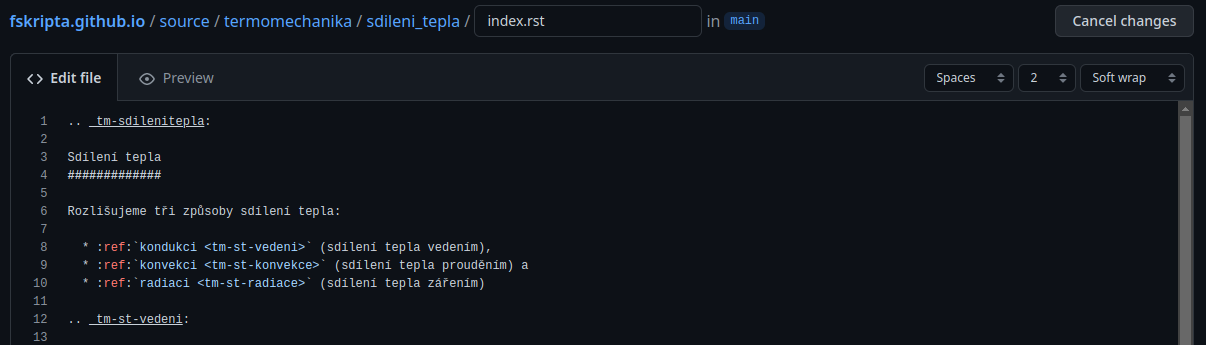 fskripta.github.io / source / termomechanika / sdileni_tepla / index.rst in main Cancel changes
<> Edit file Preview Spaces 2 Soft wrap
1 .. _tm-sdilenitepla:
2
3 Sdílení tepla
4 #############
5
6 Rozlišujeme tři způsoby sdílení tepla:
7
8 * :ref:`kondukci <tm-st-vedeni>` (sdílení tepla vedením),
9 * :ref:`konvekci <tm-st-konvekce>` (sdílení tepla prouděním) a
10 * :ref:`radiaci <tm-st-radiace>` (sdílení tepla zářením)
11
12 .. _tm-st-vedeni:
13